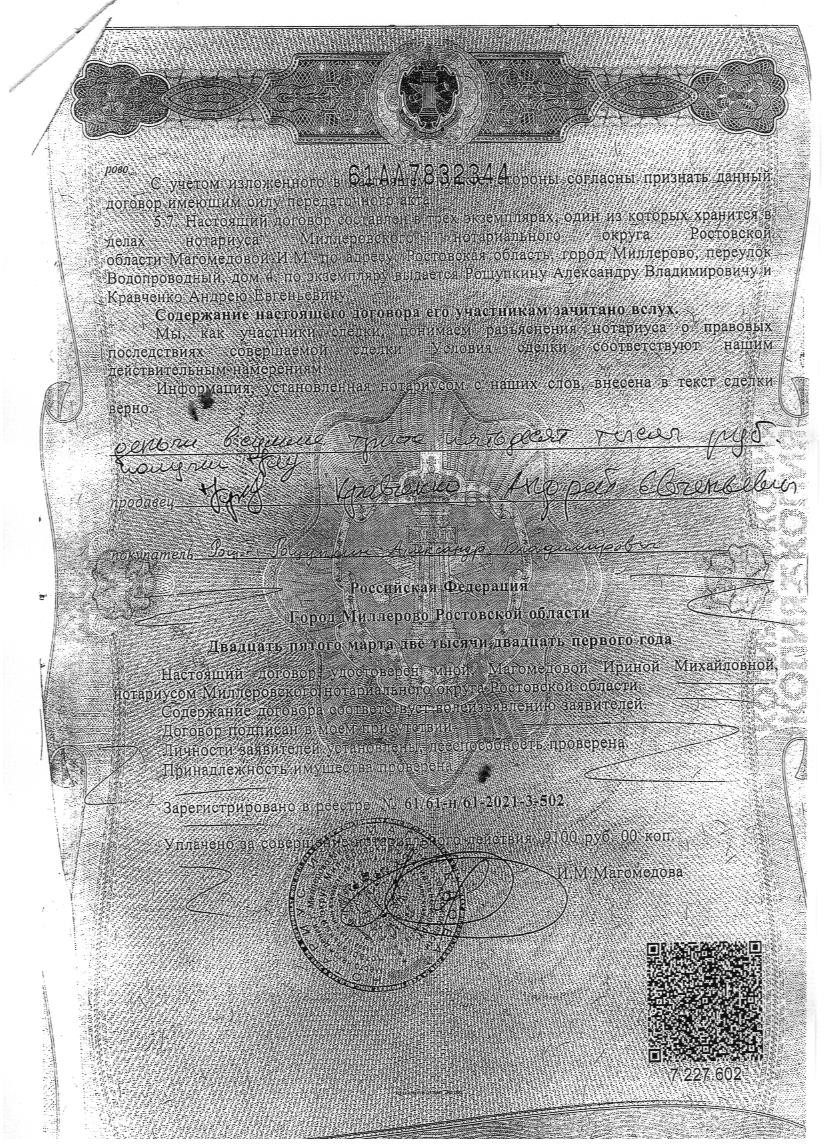 61АА7832344
рово.
С учетом изложенного в стороны согласны признать данный
договор имеющим силу передаточного акта.
5.7. Настоящий договор составлен в трех экземплярах, один из которых хранится в
делах нотариуса Миллеровского нотариального округа Ростовской
области Магомедовой И.М. по адресу: Ростовская область, город Миллерово, переулок
Водопроводный, дом 4, по экземпляру выдается Рощупкину Александру Владимировичу и
Кравченко Андрею Евгеньевичу.
Содержание настоящего договора его участникам зачитано вслух.
Мы, как участники сделки, понимаем разъяснения нотариуса о правовых
последствиях совершаемой сделки. Условия сделки соответствуют нашим
действительным намерениям.
Информация, установленная нотариусом с наших слов, внесена в текст сделки
верно.
деньги в сумме триста пятьдесят тысяч руб.
получил
продавец Кравченко Андрей Евгеньевич
покупатель Рощупкин Александр Владимирович
Российская Федерация
Город Миллерово Ростовской области
Двадцать пятого марта две тысячи двадцать первого года
Настоящий договор удостоверен мной, Магомедовой Ириной Михайловной,
нотариусом Миллеровского нотариального округа Ростовской области.
Содержание договора соответствует волеизъявлению заявителей.
Договор подписан в моем присутствии.
Личности заявителей установлены, дееспособность проверена.
Принадлежность имущества проверена.
Зарегистрировано в реестре: № 61/61-н/61-2021-3-502
Уплачено за совершение нотариального действия: 9100 руб. 00 коп.
И.М.Магомедова
КОПИЯ КОПИЯ
7 227 602